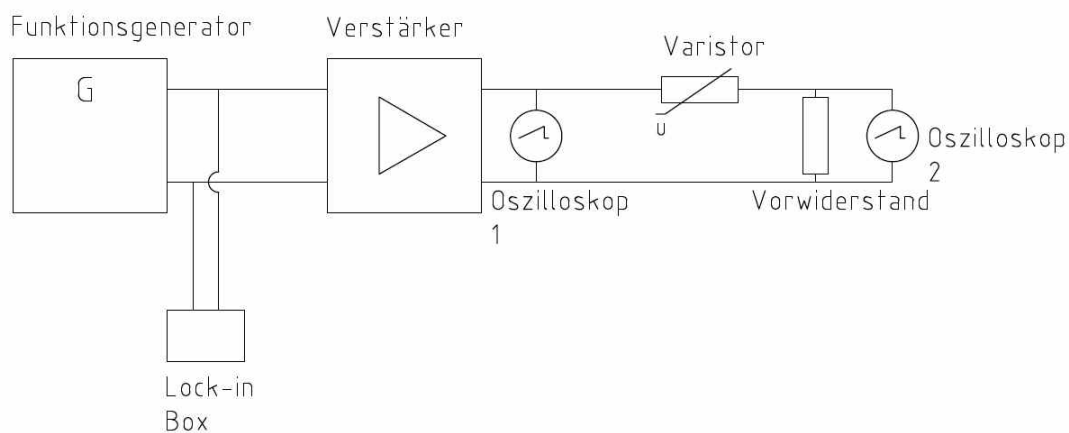 Funktionsgenerator
Verstärker
G
Varistor
U
Oszilloskop
1
Oszilloskop
2
Vorwiderstand
Lock-in
Box